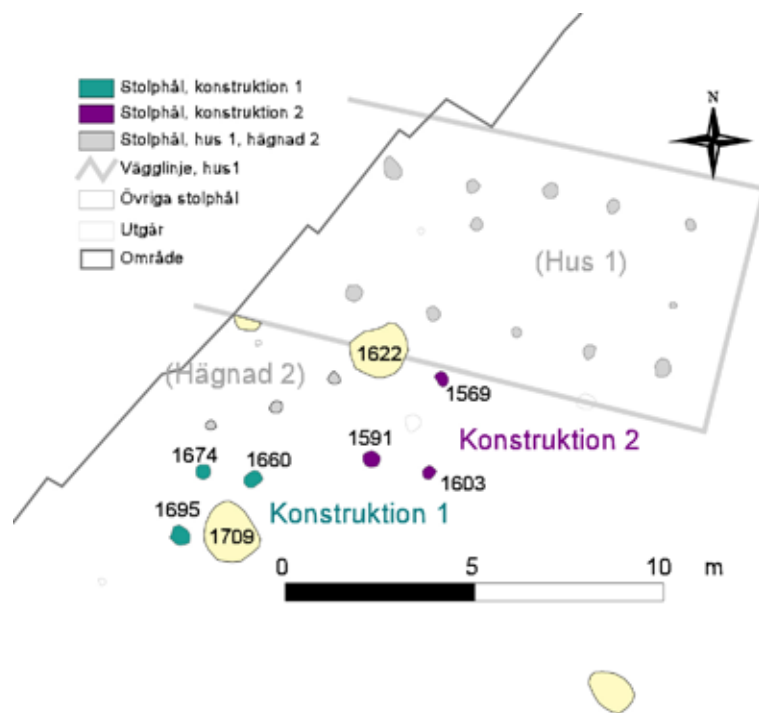 Stolphål, konstruktion 1
Stolphål, konstruktion 2
Stolphål, hus 1, hägnad 2
Vägglinje, hus1
Övriga stolphål
Utgår
Område
N
(Hus 1)
1622
(Hägnad 2)
1569
1591
Konstruktion 2
1674
1660
1603
1695
1709
Konstruktion 1
0
5
10
m